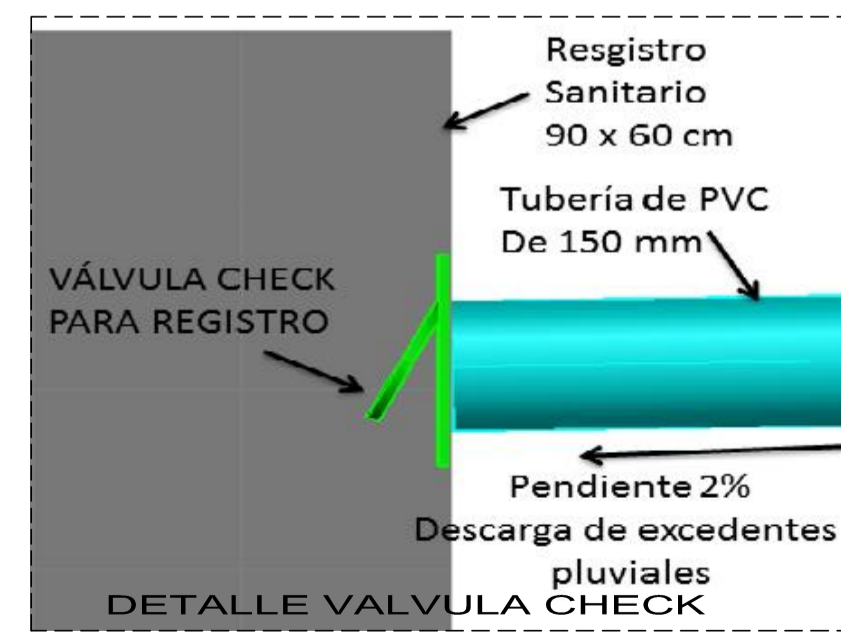 Resgistro
Sanitario
90 x 60 cm
Tubería de PVC
De 150 mm
VÁLVULA CHECK
PARA REGISTRO
Pendiente 2%
Descarga de excedentes
pluviales
DETALLE VALVULA CHECK